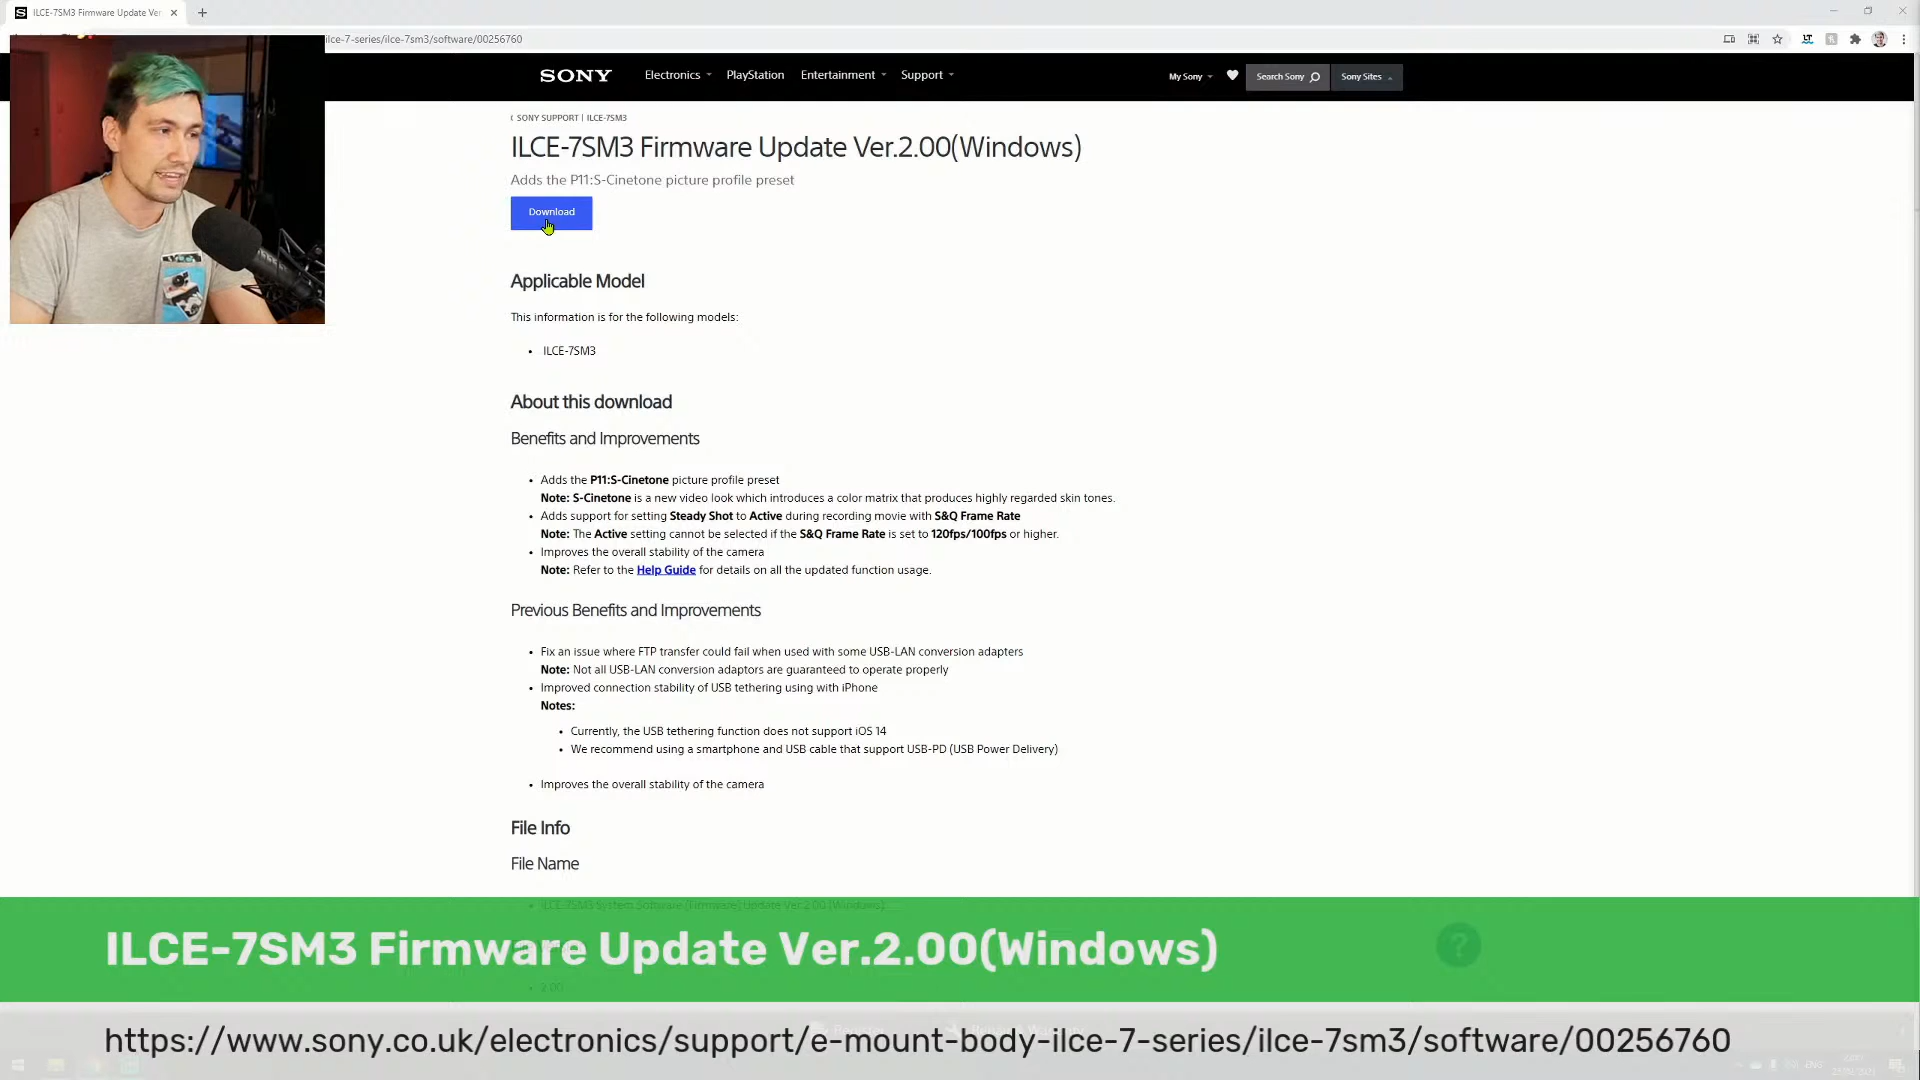 ILCE-7SM3 Firmware Update Ver
ilce-7-series/ilce-7sm3/software/00256760
SONY
Electronics
PlayStation
Entertainment
Support
My Sony
Search Sony
Sony Sites
SONY SUPPORT | ILCE-7SM3
ILCE-7SM3 Firmware Update Ver.2.00(Windows)
Adds the P11:S-Cinetone picture profile preset
Download
Applicable Model
This information is for the following models:
• ILCE-7SM3
About this download
Benefits and Improvements
• Adds the P11:S-Cinetone picture profile preset
Note: S-Cinetone is a new video look which introduces a color matrix that produces highly regarded skin tones.
• Adds support for setting Steady Shot to Active during recording movie with S&Q Frame Rate
Note: The Active setting cannot be selected if the S&Q Frame Rate is set to 120fps/100fps or higher.
• Improves the overall stability of the camera
Note: Refer to the Help Guide for details on all the updated function usage.
Previous Benefits and Improvements
• Fix an issue where FTP transfer could fail when used with some USB-LAN conversion adapters
Note: Not all USB-LAN conversion adaptors are guaranteed to operate properly
• Improved connection stability of USB tethering using with iPhone
Notes:
• Currently, the USB tethering function does not support iOS 14
• We recommend using a smartphone and USB cable that support USB-PD (USB Power Delivery)
• Improves the overall stability of the camera
File Info
File Name
• ILCE-7SM3 System Software (Firmware) Update Ver.2.00 (Windows)
ILCE-7SM3 Firmware Update Ver.2.00(Windows)
?
2.00
https://www.sony.co.uk/electronics/support/e-mount-body-ilce-7-series/ilce-7sm3/software/00256760